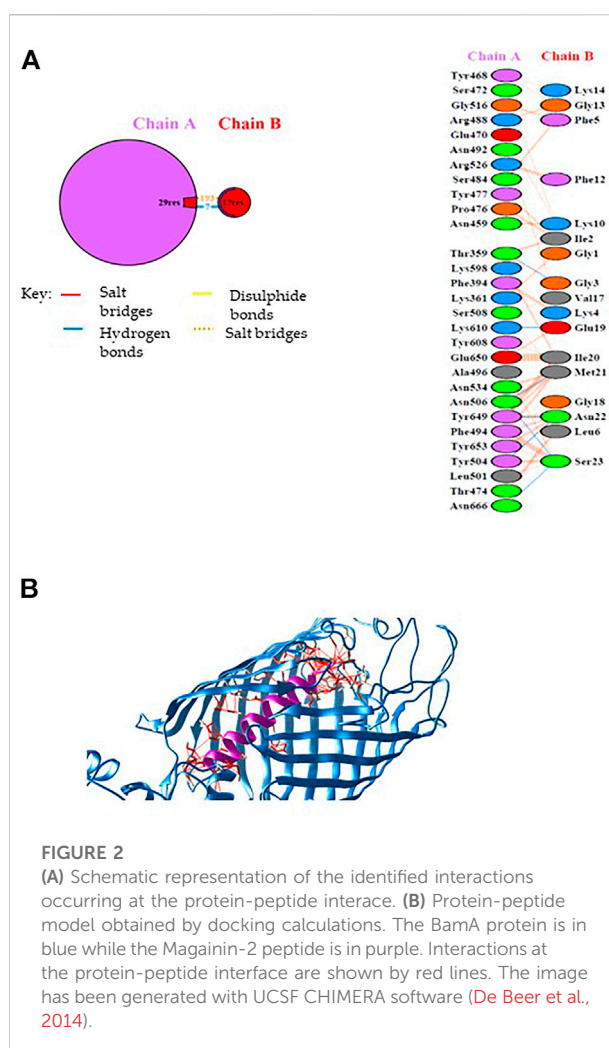 A
Chain A
Chain B
29res
193
7
17res
Key:
Salt bridges
Disulphide bonds
Hydrogen bonds
Salt bridges
Chain A Chain B
Tyr468
Ser472 Lys14
Gly516 Gly13
Arg488 Phe5
Glu470
Asn492
Arg526
Ser484 Phe12
Tyr477
Pro476
Asn459 Lys10
Ile2
Thr359 Gly1
Lys598
Phe394 Gly3
Lys361 Val17
Ser508 Lys4
Lys610 Glu19
Tyr608
Glu650 Ile20
Ala496 Met21
Asn534
Asn506 Gly18
Tyr649 Asn22
Phe494 Leu6
Tyr653
Tyr504 Ser23
Leu501
Thr474
Asn666
B
FIGURE 2
(A) Schematic representation of the identified interactions
occurring at the protein-peptide interace. (B) Protein-peptide
model obtained by docking calculations. The BamA protein is in
blue while the Magainin-2 peptide is in purple. Interactions at
the protein-peptide interface are shown by red lines. The image
has been generated with UCSF CHIMERA software (De Beer et al.,
2014).